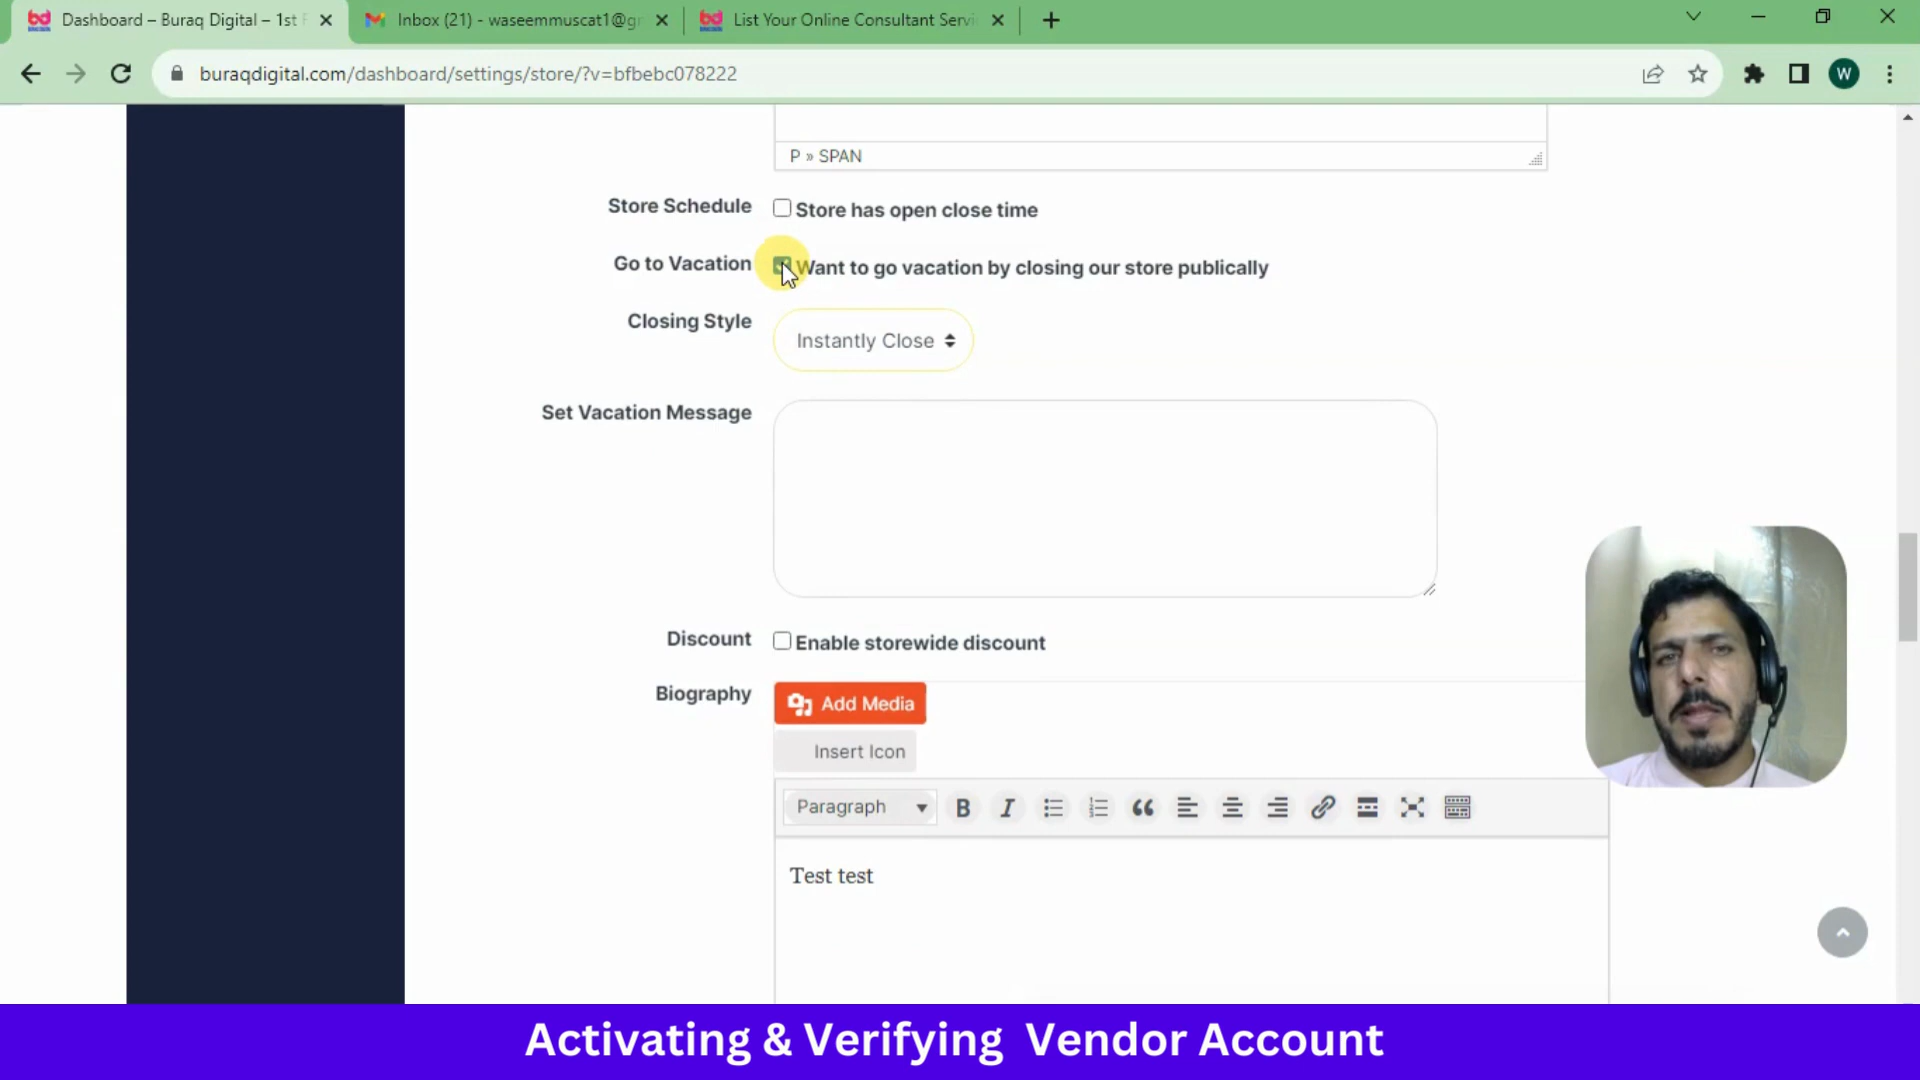 Dashboard – Buraq Digital – 1st
Inbox (21) - waseemmuscat1@g
List Your Online Consultant Servi
buraqdigital.com/dashboard/settings/store/?v=bfbebc078222
W
P » SPAN
Store Schedule
Store has open close time
Go to Vacation
Want to go vacation by closing our store publically
Closing Style
Instantly Close
Set Vacation Message
Discount
Enable storewide discount
Biography
Add Media
Insert Icon
Paragraph
B I
Test test
Activating & Verifying Vendor Account